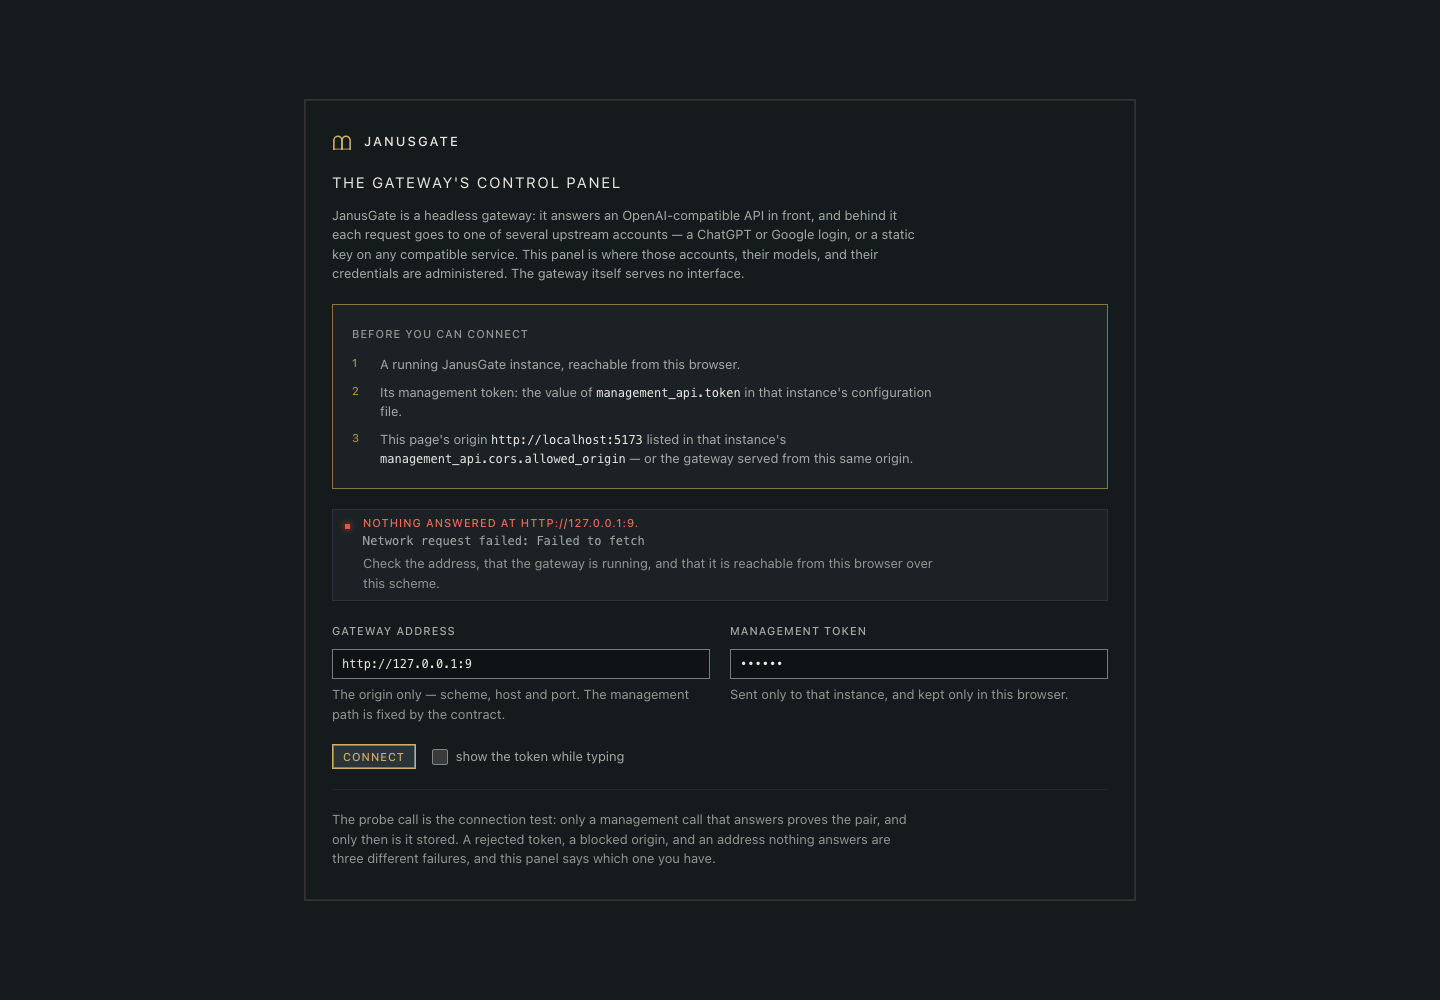 JANUSGATE
THE GATEWAY'S CONTROL PANEL
JanusGate is a headless gateway: it answers an OpenAI-compatible API in front, and behind it
each request goes to one of several upstream accounts — a ChatGPT or Google login, or a static
key on any compatible service. This panel is where those accounts, their models, and their
credentials are administered. The gateway itself serves no interface.
BEFORE YOU CAN CONNECT
1 A running JanusGate instance, reachable from this browser.
2 Its management token: the value of management_api.token in that instance's configuration
file.
3 This page's origin http://localhost:5173 listed in that instance's
management_api.cors.allowed_origin — or the gateway served from this same origin.
NOTHING ANSWERED AT HTTP://127.0.0.1:9.
Network request failed: Failed to fetch
Check the address, that the gateway is running, and that it is reachable from this browser over
this scheme.
GATEWAY ADDRESS
http://127.0.0.1:9
The origin only — scheme, host and port. The management
path is fixed by the contract.
MANAGEMENT TOKEN
••••••
Sent only to that instance, and kept only in this browser.
CONNECT
show the token while typing
The probe call is the connection test: only a management call that answers proves the pair, and
only then is it stored. A rejected token, a blocked origin, and an address nothing answers are
three different failures, and this panel says which one you have.